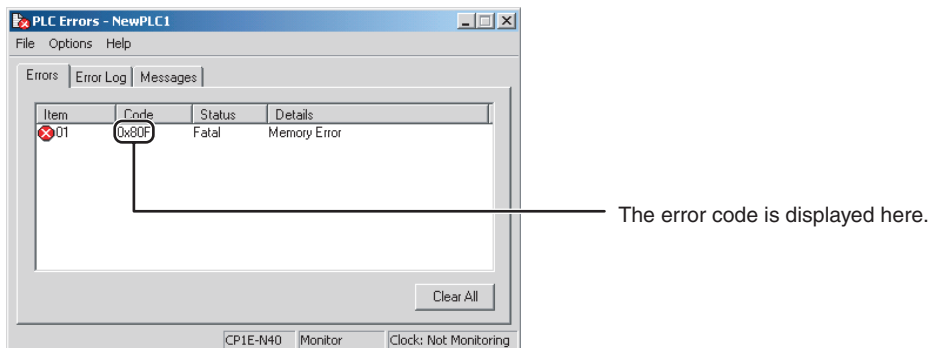 PLC Errors - NewPLC1
File Options Help
Errors Error Log Messages
Item Code Status Details
01 0x80F Fatal Memory Error
The error code is displayed here.
Clear All
CP1E-N40 Monitor Clock: Not Monitoring